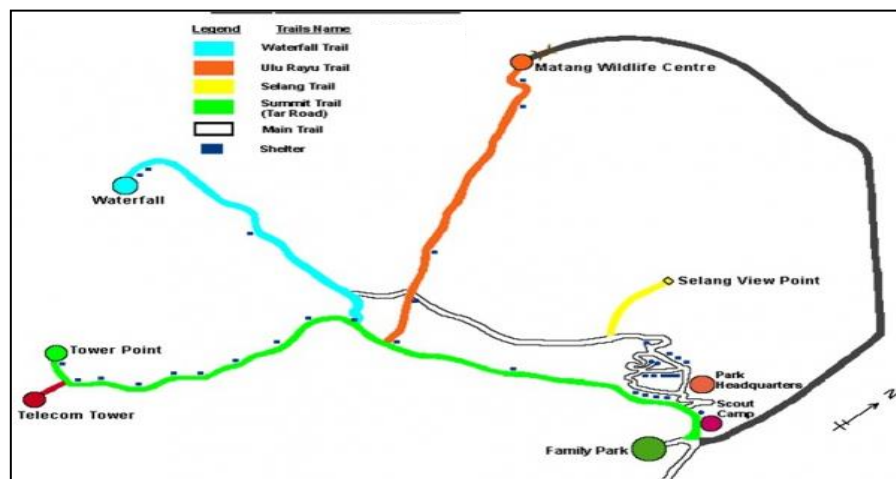 Legend Trails Name
Waterfall Trail
Ulu Rayu Trail
Selang Trail
Summit Trail
(Tar Road)
Main Trail
Shelter
Matang Wildlife Centre
Waterfall
Selang View Point
Tower Point
Telecom Tower
Park
Headquarters
Scout
Camp
Family Park
N